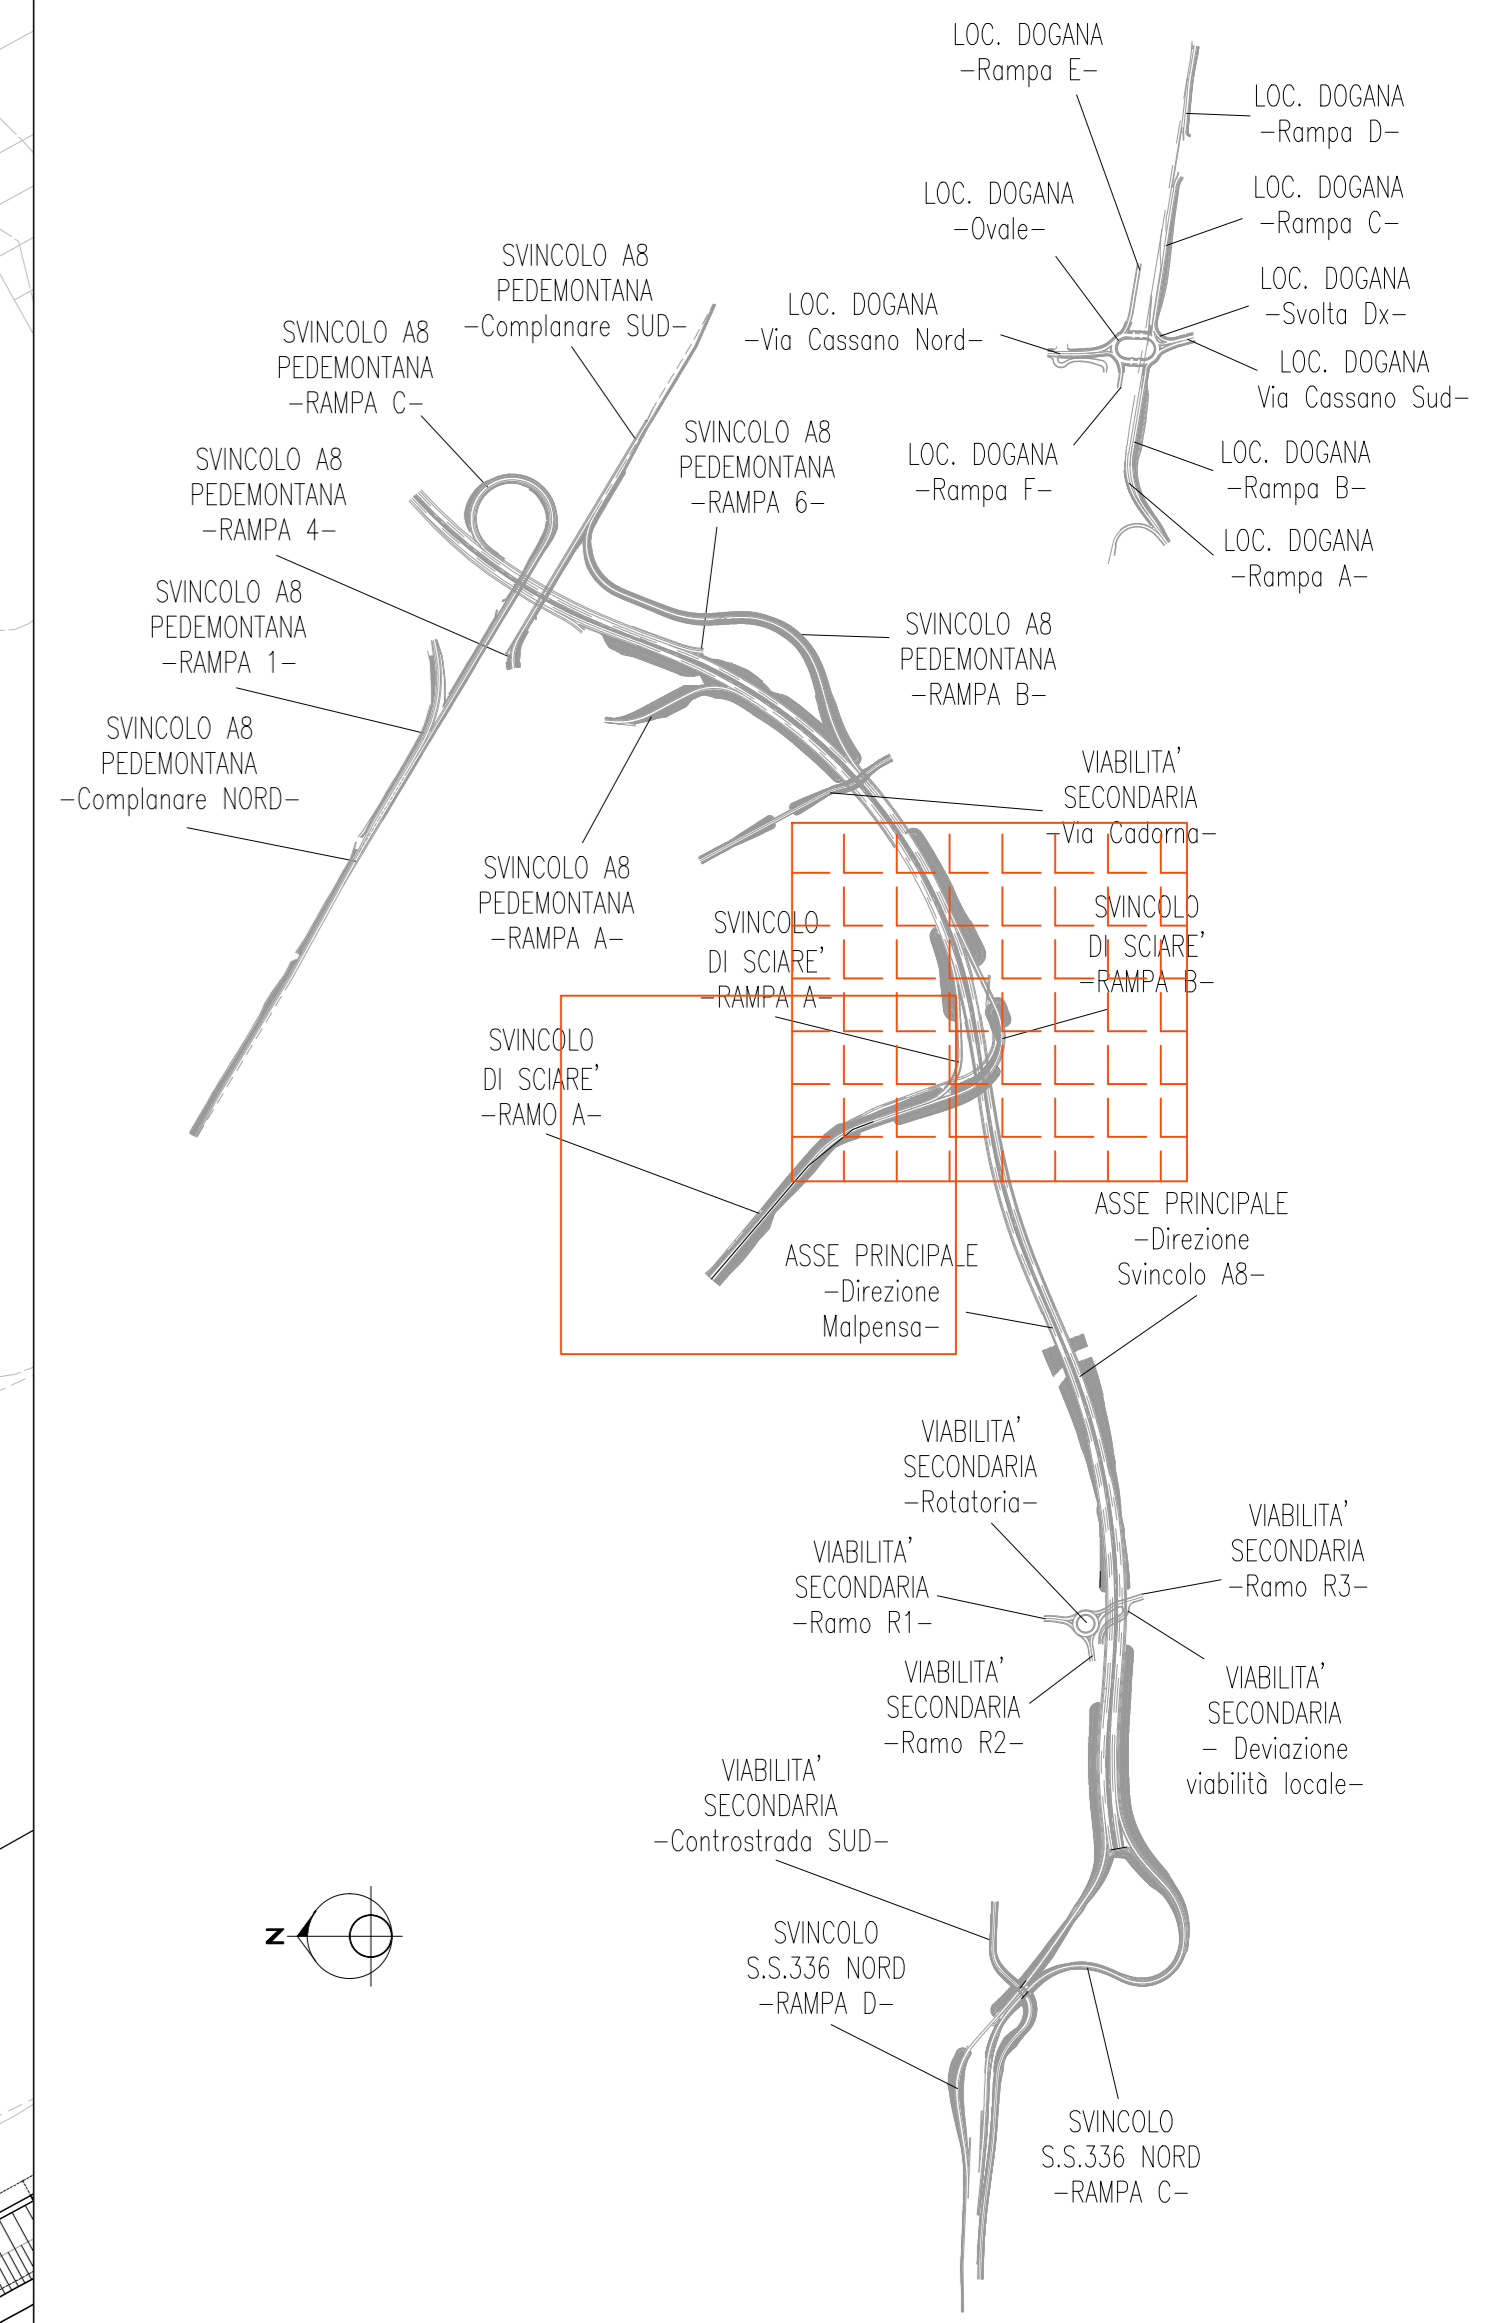 LOC. DOGANA
-Rampa E-
LOC. DOGANA
-Rampa D-
LOC. DOGANA
-Ovale-
LOC. DOGANA
-Rampa C-
SVINCOLO A8
PEDEMONTANA
-Complanare SUD-
LOC. DOGANA
-Via Cassano Nord-
LOC. DOGANA
-Svolta Dx-
SVINCOLO A8
PEDEMONTANA
-RAMPA C-
LOC. DOGANA
Via Cassano Sud-
SVINCOLO A8
PEDEMONTANA
-RAMPA 4-
SVINCOLO A8
PEDEMONTANA
-RAMPA 6-
LOC. DOGANA
-Rampa F-
LOC. DOGANA
-Rampa B-
LOC. DOGANA
-Rampa A-
SVINCOLO A8
PEDEMONTANA
-RAMPA 1-
SVINCOLO A8
PEDEMONTANA
-RAMPA B-
SVINCOLO A8
PEDEMONTANA
-Complanare NORD-
VIABILITA'
SECONDARIA
-Via Cadorna-
SVINCOLO A8
PEDEMONTANA
-RAMPA A-
SVINCOLO
DI SCIARE'
-RAMPA A-
SVINCOLO
DI SCIARE'
-RAMPA B-
SVINCOLO
DI SCIARE'
-RAMO A-
ASSE PRINCIPALE
-Direzione
Svincolo A8-
ASSE PRINCIPALE
-Direzione
Malpensa-
VIABILITA'
SECONDARIA
-Rotatoria-
VIABILITA'
SECONDARIA
-Ramo R3-
VIABILITA'
SECONDARIA
-Ramo R1-
VIABILITA'
SECONDARIA
-Ramo R2-
VIABILITA'
SECONDARIA
- Deviazione
viabilità locale-
VIABILITA'
SECONDARIA
-Controstrada SUD-
N
SVINCOLO
S.S.336 NORD
-RAMPA D-
SVINCOLO
S.S.336 NORD
-RAMPA C-